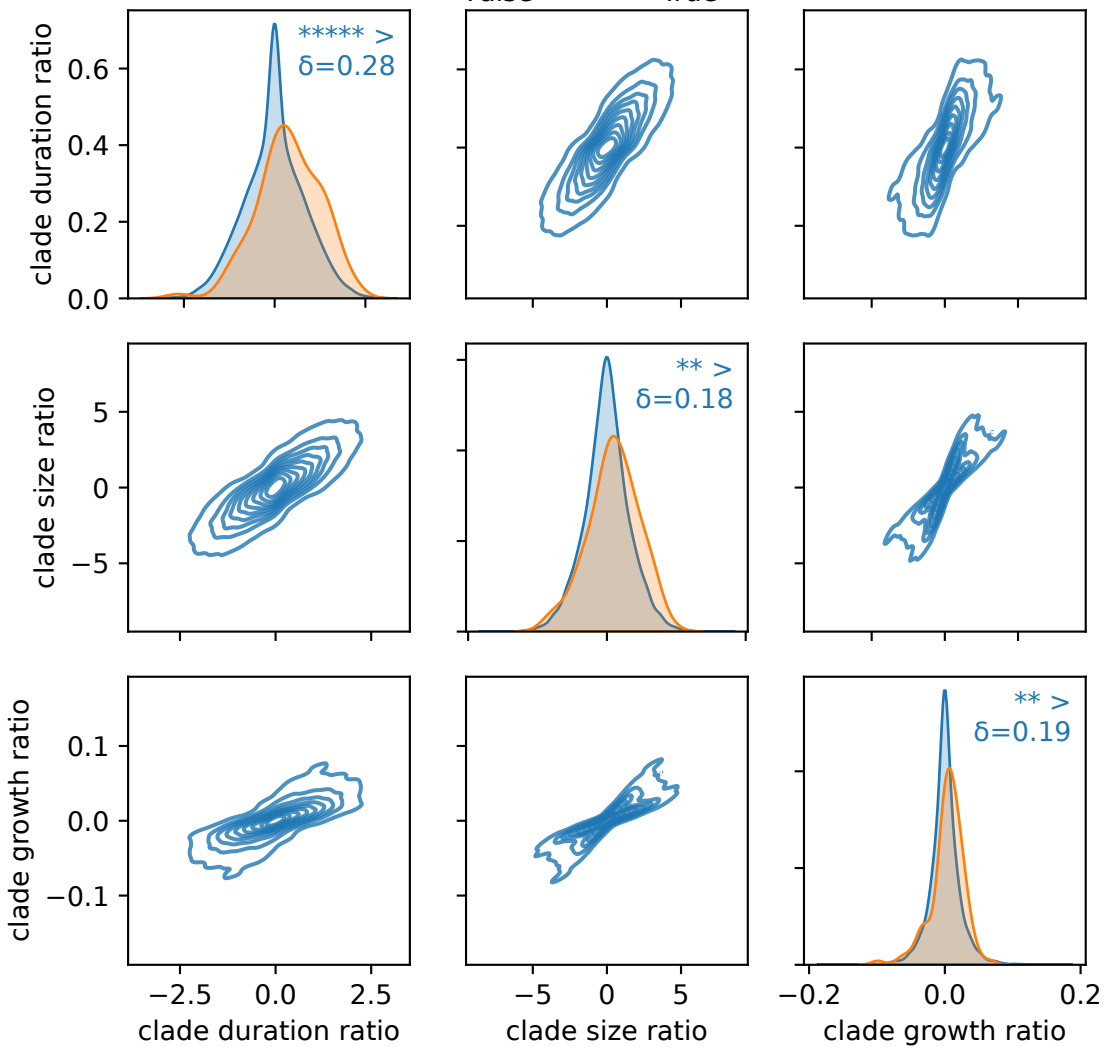 clade duration ratio
0.6
0.4
0.2
0.0
***** >
δ=0.28
clade size ratio
5
0
−5
** >
δ=0.18
clade growth ratio
0.1
0.0
−0.1
** >
δ=0.19
−2.5 0.0 2.5
−5 0 5
−0.2 0.0 0.2
clade duration ratio
clade size ratio
clade growth ratio